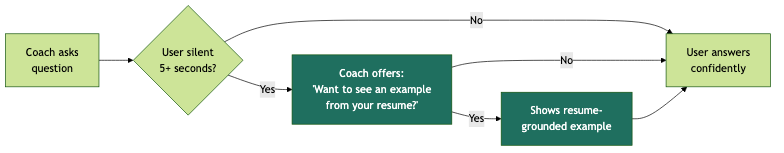 Coach asks
question
User silent
5+ seconds?
No
Yes
Coach offers:
'Want to see an example
from your resume?'
No
Yes
Shows resume-
grounded example
User answers
confidently